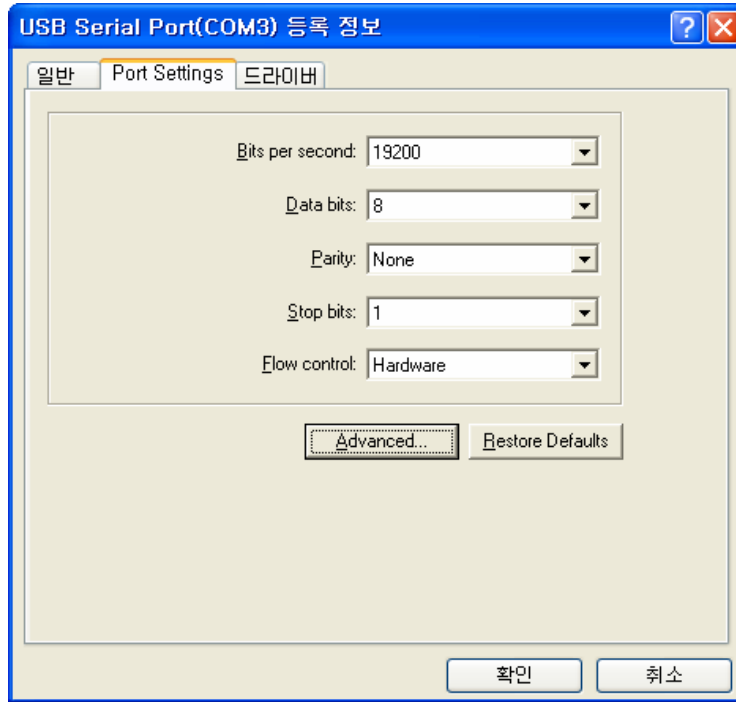 USB Serial Port(COM3) 등록 정보
일반 Port Settings 드라이버
Bits per second: 19200
Data bits: 8
Parity: None
Stop bits: 1
Flow control: Hardware
Advanced... Restore Defaults
확인 취소